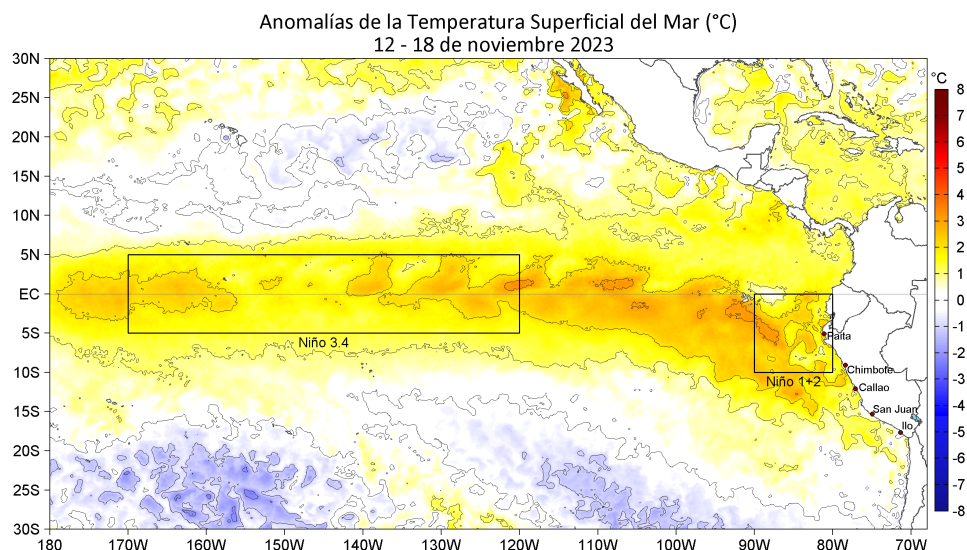 Anomalías de la Temperatura Superficial del Mar (°C)
12 - 18 de noviembre 2023
30N
25N
20N
15N
10N
5N
EC
5S
10S
15S
20S
25S
30S
180
170W
160W
150W
140W
130W
120W
110W
100W
90W
80W
70W
Niño 3.4
Niño 1+2
Paita
Chimbote
Callao
San Juan
Ilo
°C
8
7
6
5
4
3
2
1
0
-1
-2
-3
-4
-5
-6
-7
-8